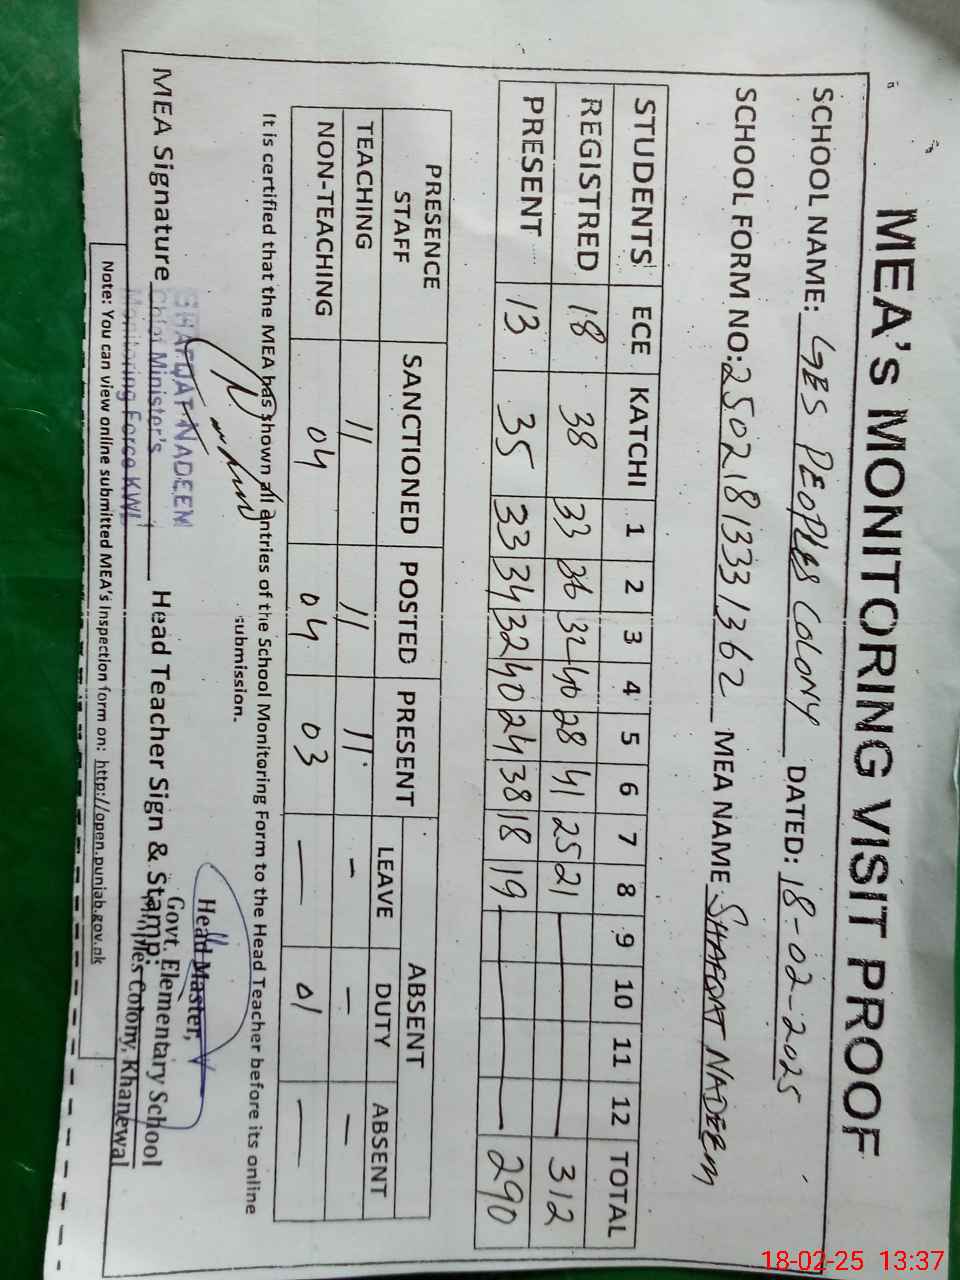 MEA'S MONITORING VISIT PROOF
SCHOOL NAME: GES PEOPLES COLONY DATED: 18-02-2025
SCHOOL FORM NO: 25021813331362 MEA NAME SHAFQAT NADEEM
STUDENTS ECE KATCHI 1 2 3 4 5 6 7 8 9 10 11 12 TOTAL
REGISTRED 18 38 33 36 32 40 28 41 25 21 312
PRESENT 13 35 33 34 32 40 24 38 18 19 290
PRESENCE STAFF SANCTIONED POSTED PRESENT ABSENT
LEAVE DUTY ABSENT
TEACHING 11 11 11 - - -
NON-TEACHING 04 04 03 - 01 -
It is certified that the MEA has shown all entries of the School Monitoring Form to the Head Teacher before its online
submission.
SHAFQAT NADEEM
Chief Minister's
Monitoring Force KWL
MEA Signature Head Teacher Sign & Stamp:
Head Master,
Govt. Elementary School
Peoples Colony, Khanewal
Note: You can view online submitted MEA's Inspection form on: http://open.punjab.gov.pk
18-02-25 13:37